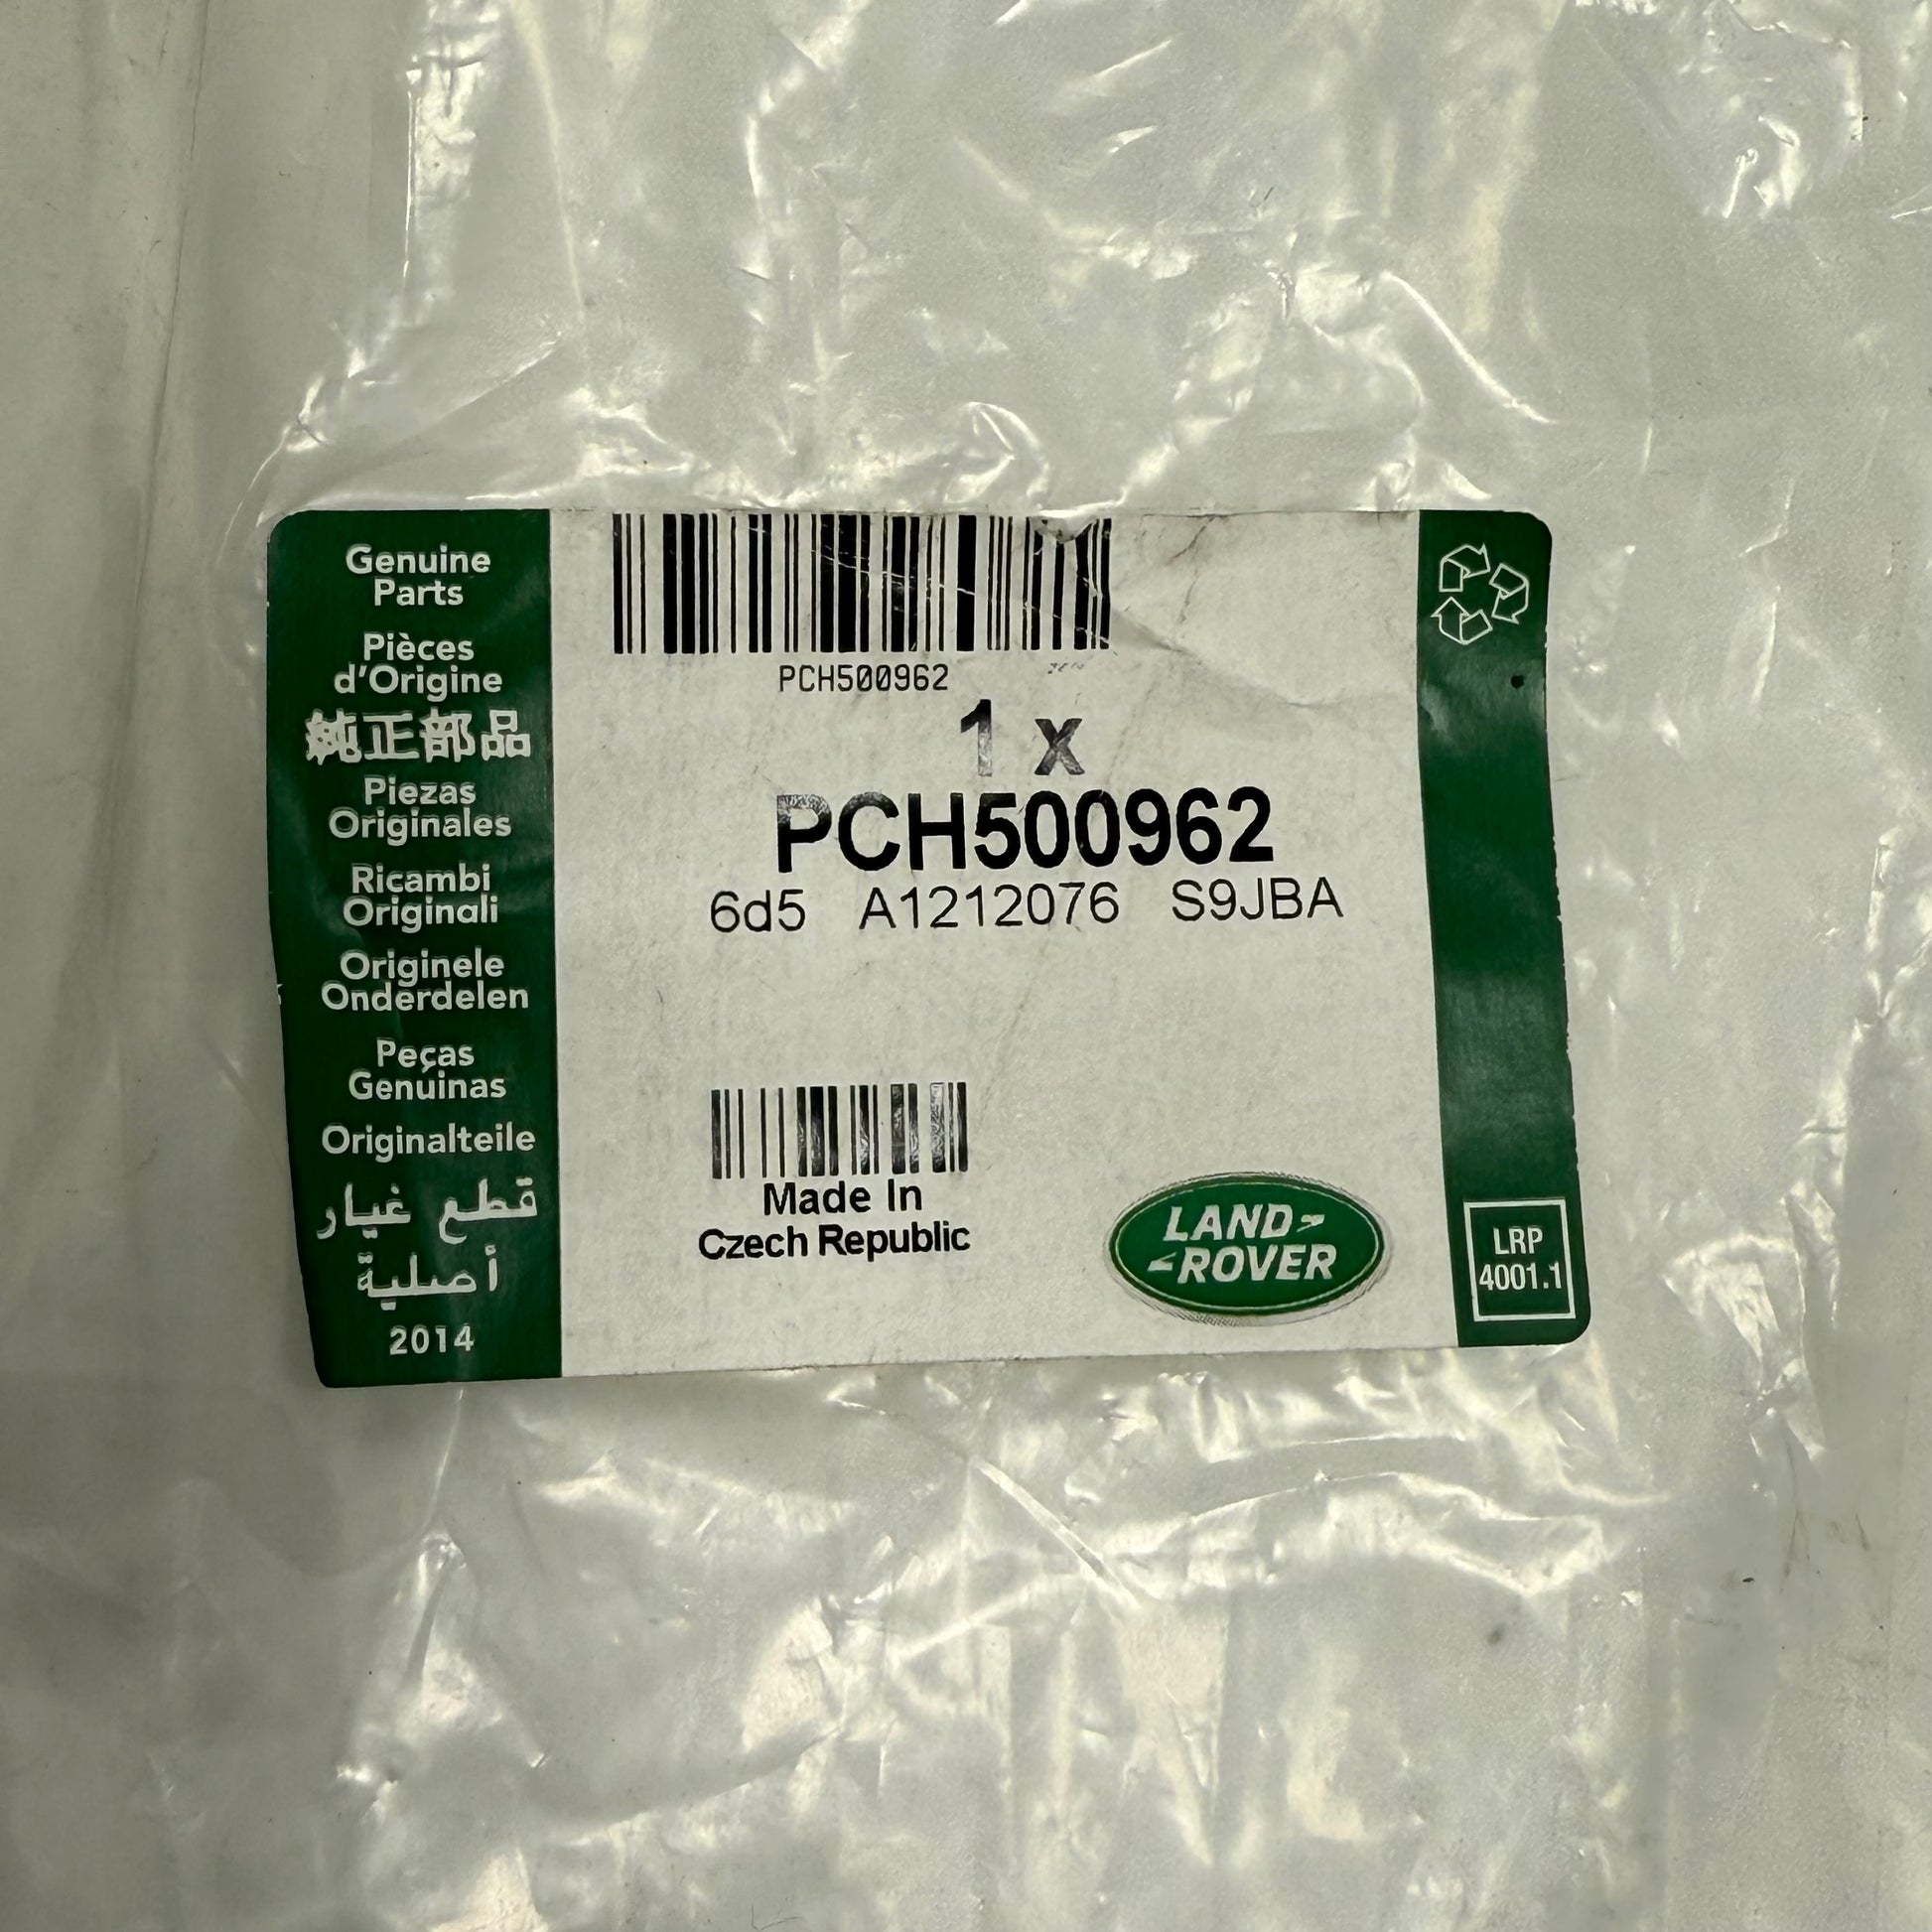 Genuine
Parts
Pièces
d'Origine
純正部品
Piezas
Originales
Ricambi
Originali
Originele
Onderdelen
Peças
Genúinas
Originalteile
قطع غيار
أصلية
2014
PCH500962
1 x
PCH500962
6d5 A1212076 S9JBA
Made In
Czech Republic
LAND-
-ROVER
LRP
4001.1